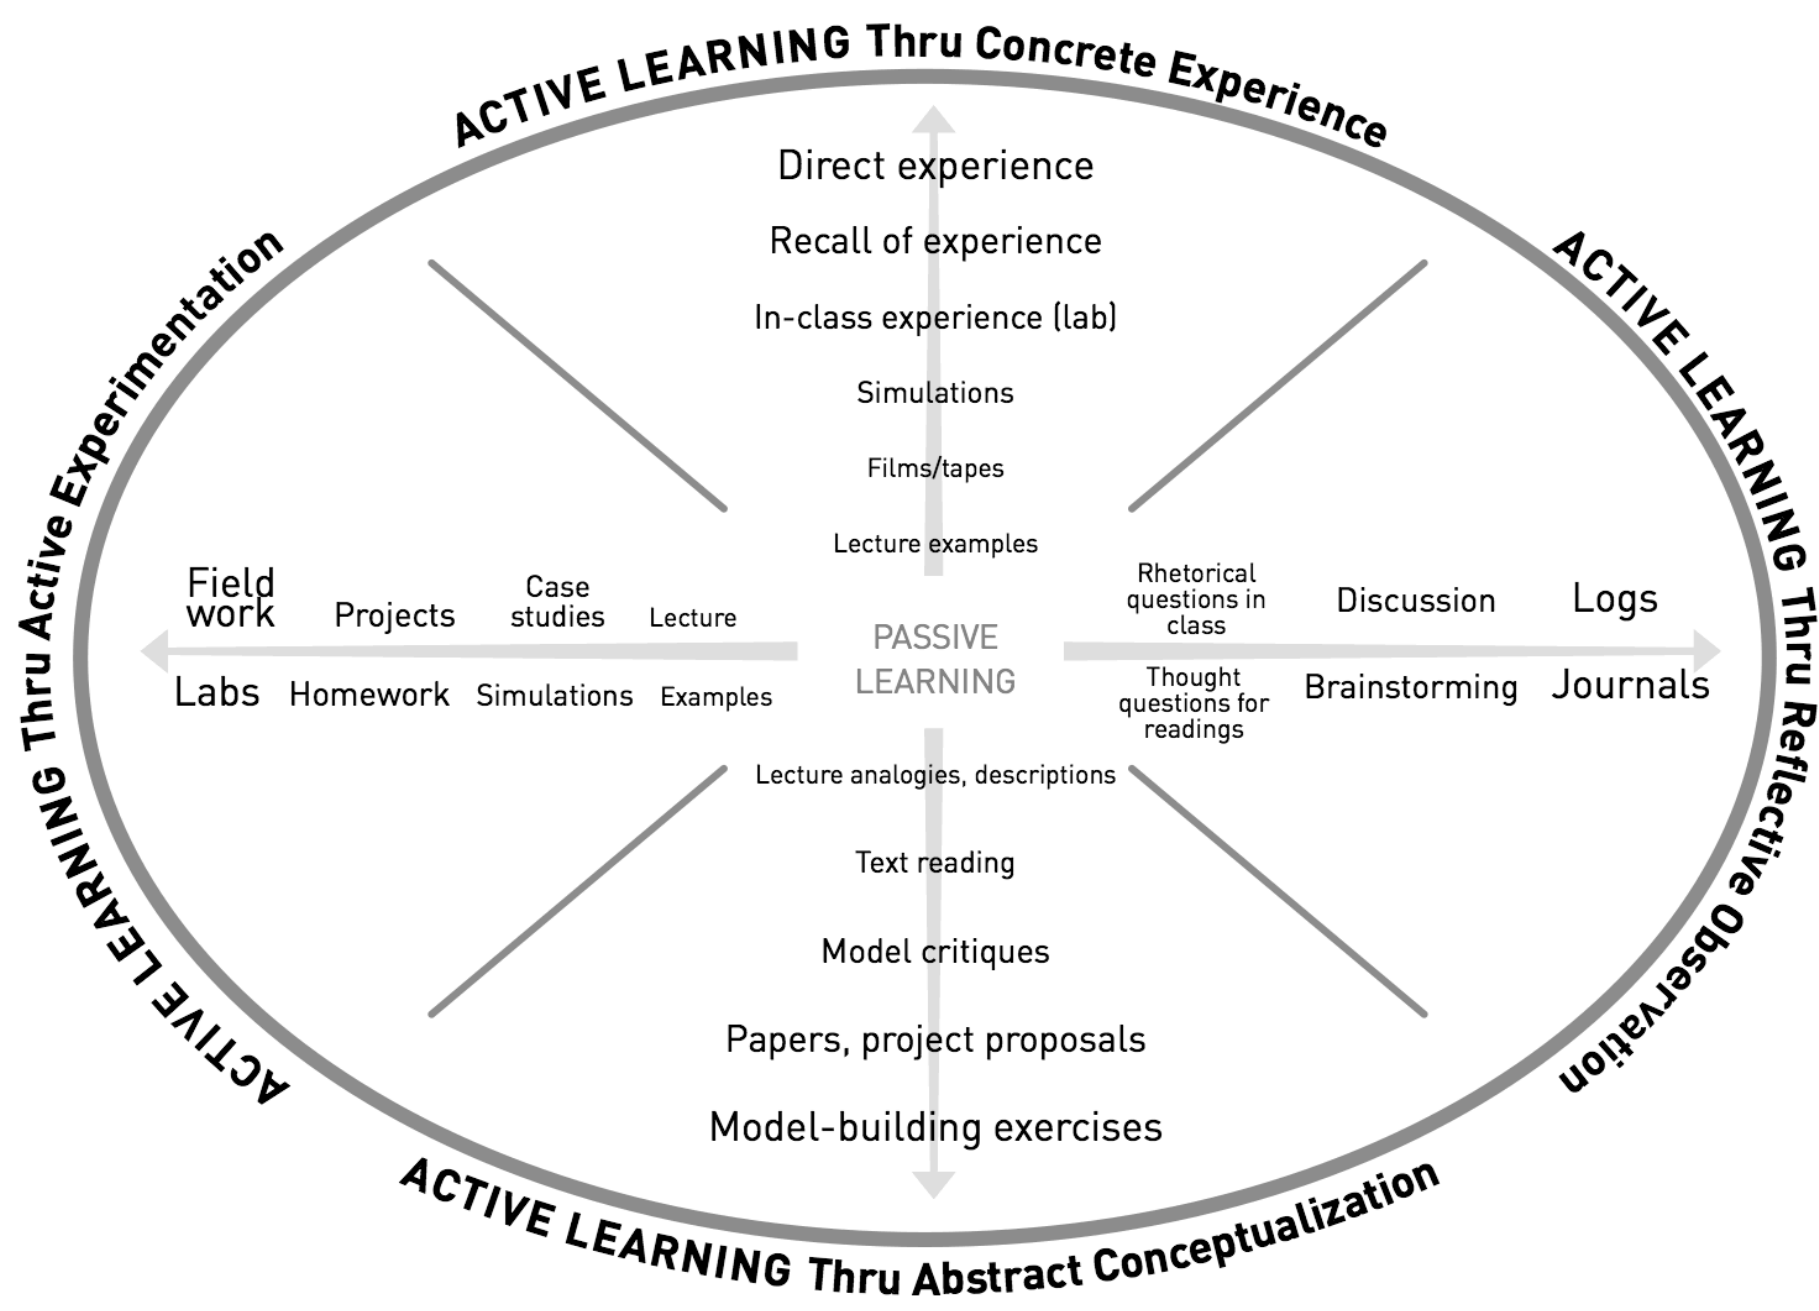 ACTIVE LEARNING Thru Concrete Experience
Direct experience
Recall of experience
In-class experience (lab)
Simulations
Films/tapes
Lecture examples
ACTIVE LEARNING Thru Active Experimentation
Field
work
Projects
Case
studies
Lecture
Labs
Homework
Simulations
Examples
PASSIVE
LEARNING
Rhetorical
questions in
class
Discussion
Logs
Thought
questions for
readings
Brainstorming
Journals
ACTIVE LEARNING Thru Reflective Observation
Lecture analogies, descriptions
Text reading
Model critiques
Papers, project proposals
Model-building exercises
ACTIVE LEARNING Thru Abstract Conceptualization